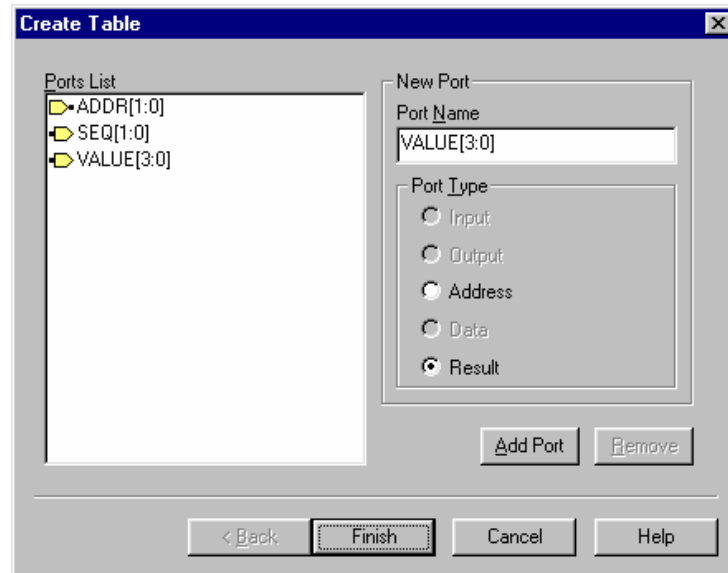 Create Table
Ports List
ADDR[1:0]
SEQ[1:0]
VALUE[3:0]
New Port
Port Name
VALUE[3:0]
Port Type
Input
Output
Address
Data
Result
Add Port
Remove
< Back
Finish
Cancel
Help